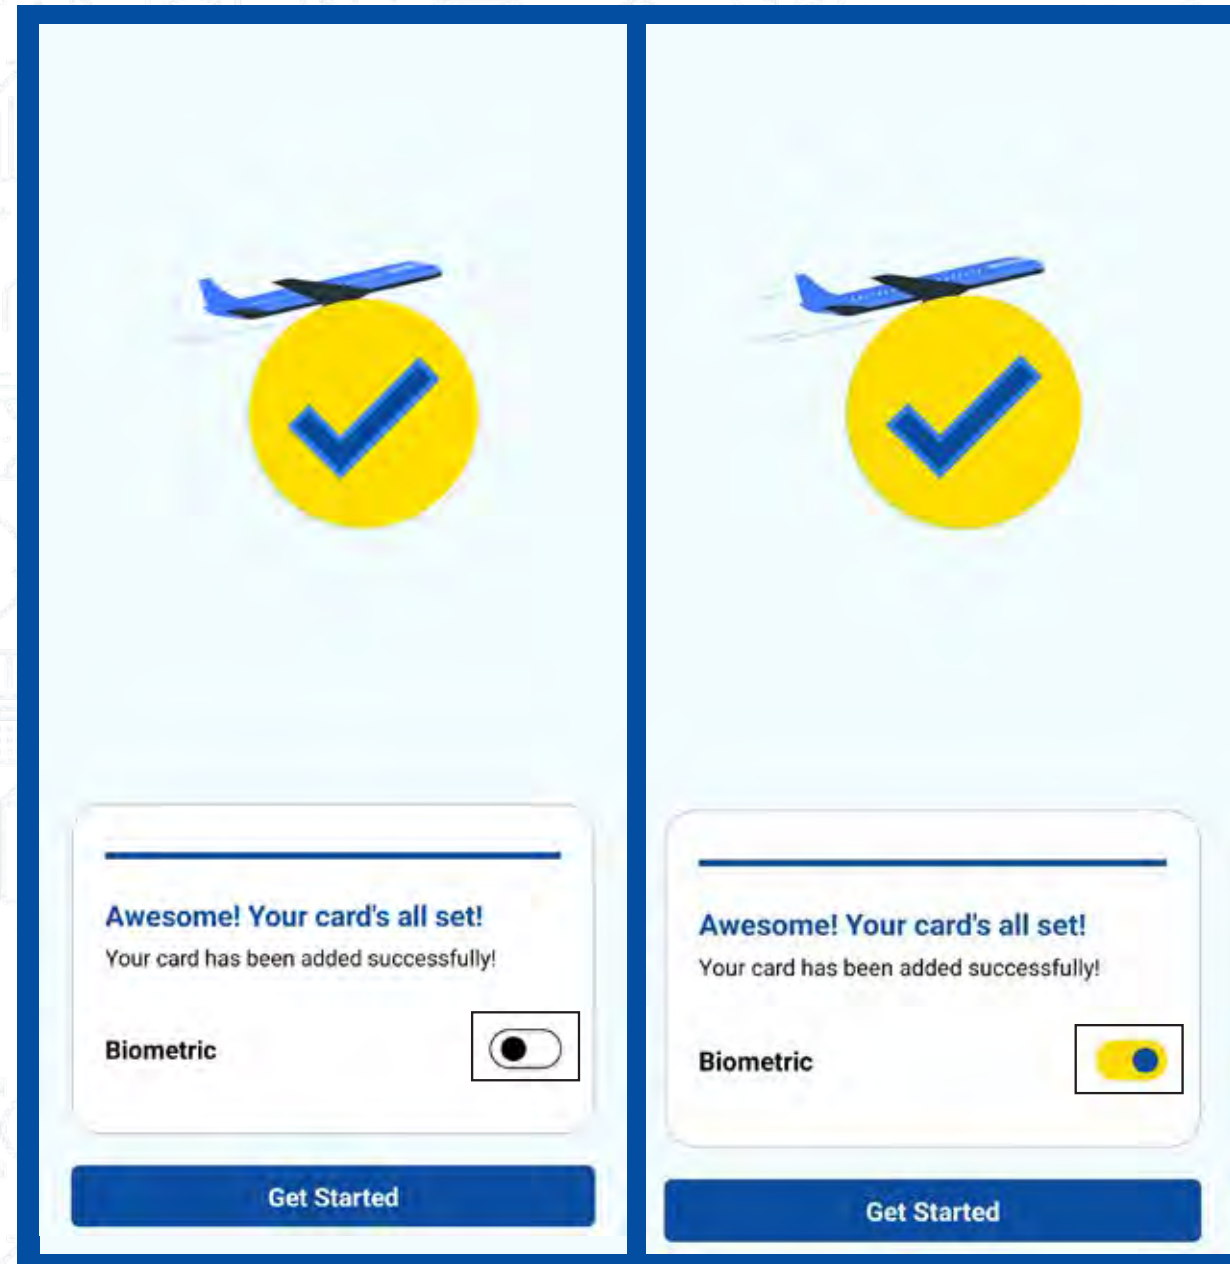 Awesome! Your card's all set!
Your card has been added successfully!
Biometric
Get Started
Awesome! Your card's all set!
Your card has been added successfully!
Biometric
Get Started